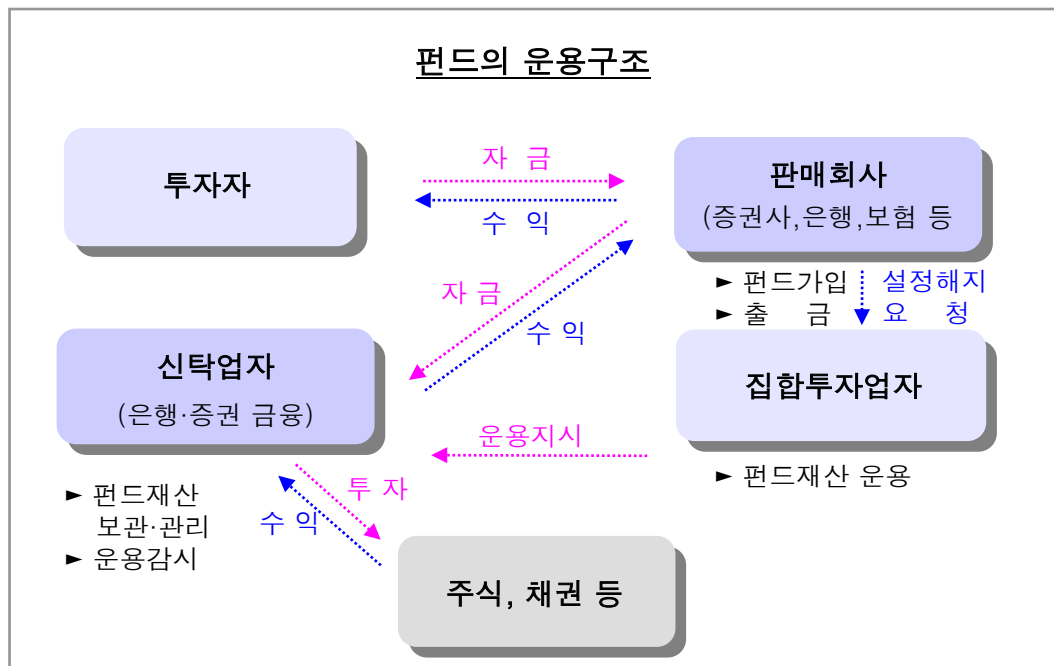 펀드의 운용구조
투자자
자 금
수 익
판매회사
(증권사,은행,보험 등
► 펀드가입
► 출 금
설정해지
요 청
자 금
수 익
신탁업자
(은행·증권 금융)
집합투자업자
운용지시
► 펀드재산 운용
► 펀드재산
보관·관리
► 운용감시
투 자
수 익
주식, 채권 등